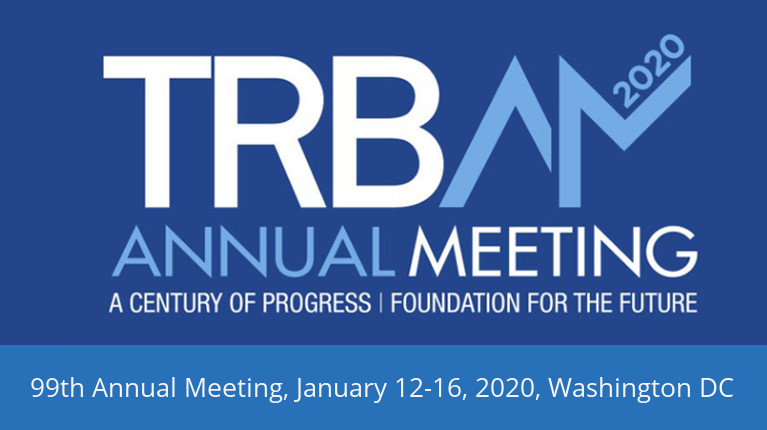 TRBAM 2020
ANNUAL MEETING
A CENTURY OF PROGRESS | FOUNDATION FOR THE FUTURE
99th Annual Meeting, January 12-16, 2020, Washington DC